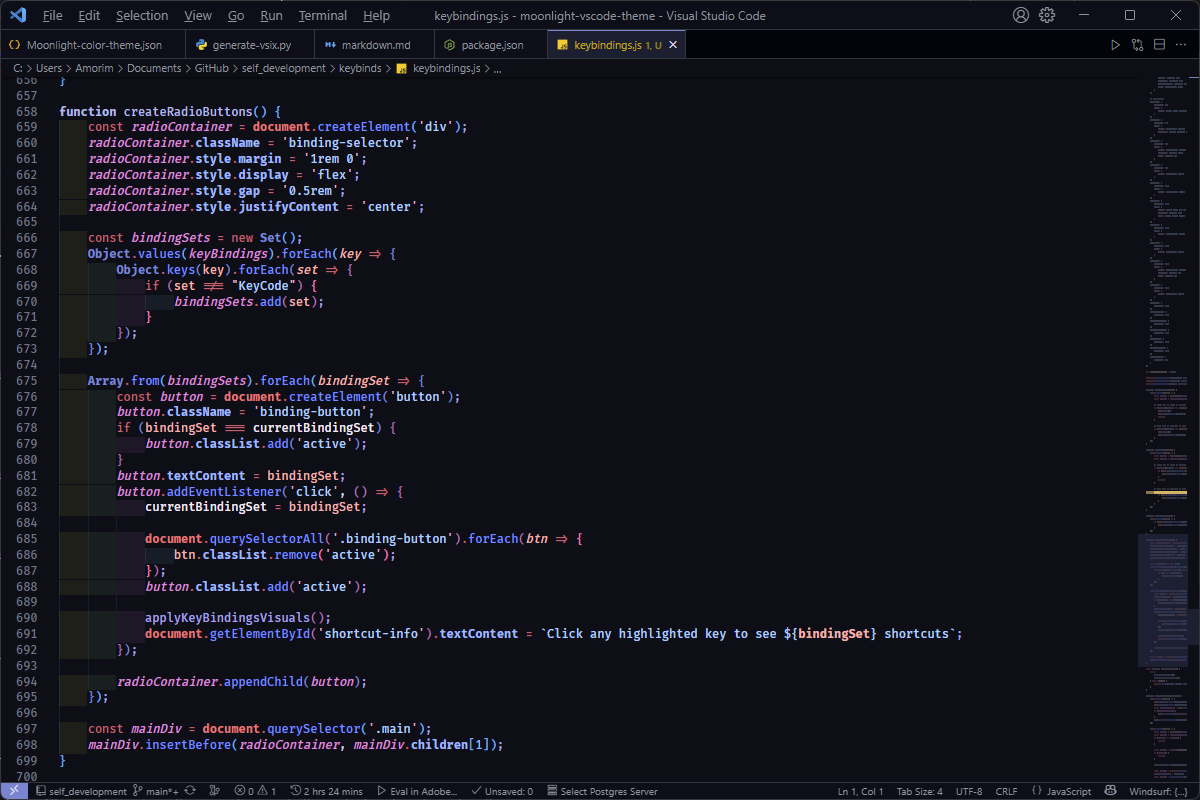 File Edit Selection View Go Run Terminal Help keybindings.js - moonlight-vscode-theme - Visual Studio Code
Moonlight-color-theme.json generate-vsix.py markdown.md package.json keybindings.js 1, U
C: > Users > Amorim > Documents > GitHub > self_development > keybinds > keybindings.js > ...
656 }
657
658 function createRadioButtons() {
659 const radioContainer = document.createElement('div');
660 radioContainer.className = 'binding-selector';
661 radioContainer.style.margin = '1rem 0';
662 radioContainer.style.display = 'flex';
663 radioContainer.style.gap = '0.5rem';
664 radioContainer.style.justifyContent = 'center';
665
666 const bindingSets = new Set();
667 Object.values(keyBindings).forEach(key => {
668 Object.keys(key).forEach(set => {
669 if (set !== "KeyCode") {
670 bindingSets.add(set);
671 }
672 });
673 });
674
675 Array.from(bindingSets).forEach(bindingSet => {
676 const button = document.createElement('button');
677 button.className = 'binding-button';
678 if (bindingSet === currentBindingSet) {
679 button.classList.add('active');
680 }
681 button.textContent = bindingSet;
682 button.addEventListener('click', () => {
683 currentBindingSet = bindingSet;
684
685 document.querySelectorAll('.binding-button').forEach(btn => {
686 btn.classList.remove('active');
687 });
688 button.classList.add('active');
689
690 applyKeyBindingsVisuals();
691 document.getElementById('shortcut-info').textContent = `Click any highlighted key to see ${bindingSet} shortcuts`;
692 });
693
694 radioContainer.appendChild(button);
695 });
696
697 const mainDiv = document.querySelector('.main');
698 mainDiv.insertBefore(radioContainer, mainDiv.children[1]);
699 }
700
self_development main*+ 0 1 2 hrs 24 mins Eval in Adobe... Unsaved: 0 Select Postgres Server Ln 1, Col 1 Tab Size: 4 UTF-8 CRLF { } JavaScript Windsurf: {...}